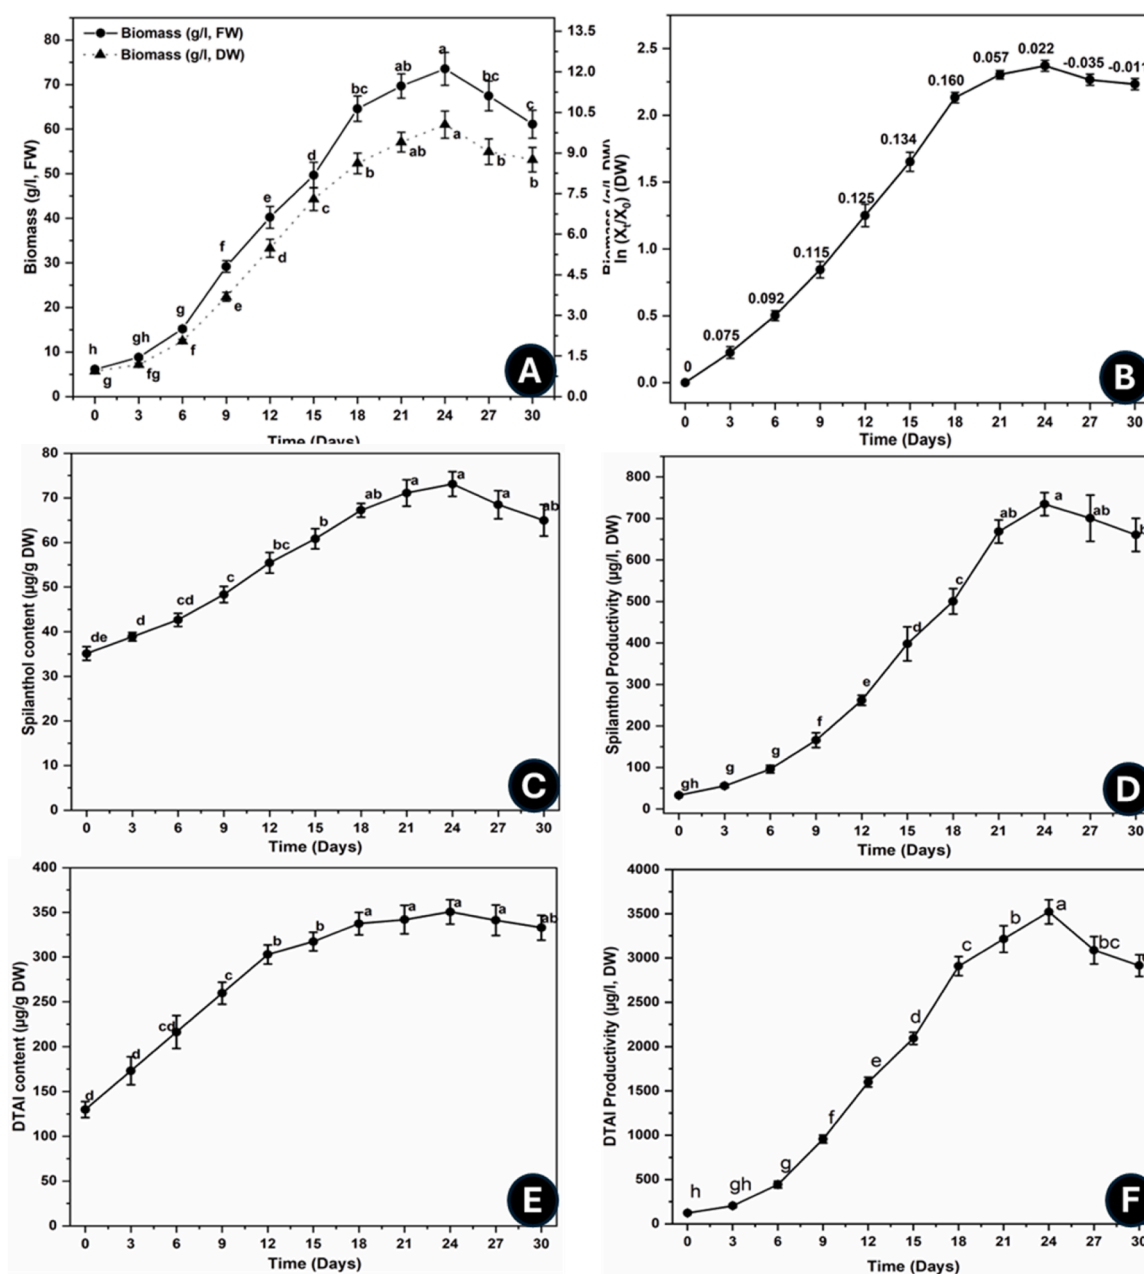 Biomass (g/l, FW)
Biomass (g/l, DW)
Biomass (g/l, FW)
80
70
60
50
40
30
20
10
0
13.5
12.0
10.5
9.0
7.5
6.0
4.5
3.0
1.5
0.0
h gh g f e d bc ab a bc c
g fg f e d c b ab a b b
0 3 6 9 12 15 18 21 24 27 30
Time (Days)
A
ln (Xt/X0) (DW)
2.5
2.0
1.5
1.0
0.5
0.0
0 0.075 0.092 0.115 0.125 0.134 0.160 0.057 0.022 -0.035
0 3 6 9 12 15 18 21 24 27 30
Time (Days)
B
Spilanthol content (µg/g DW)
80
70
60
50
40
30
20
10
0
de d cd c bc b ab a a a ab
0 3 6 9 12 15 18 21 24 27 30
Time (Days)
C
Spilanthol Productivity (µg/l, DW)
800
700
600
500
400
300
200
100
0
gh g g f e d c ab a ab
0 3 6 9 12 15 18 21 24 27 30
Time (Days)
D
DTAI content (µg/g DW)
400
350
300
250
200
150
100
50
0
d d cd c b b a a a a ab
0 3 6 9 12 15 18 21 24 27 30
Time (Days)
E
DTAI Productivity (µg/l, DW)
4000
3500
3000
2500
2000
1500
1000
500
0
h gh g f e d c b a bc
0 3 6 9 12 15 18 21 24 27 30
Time (Days)
F